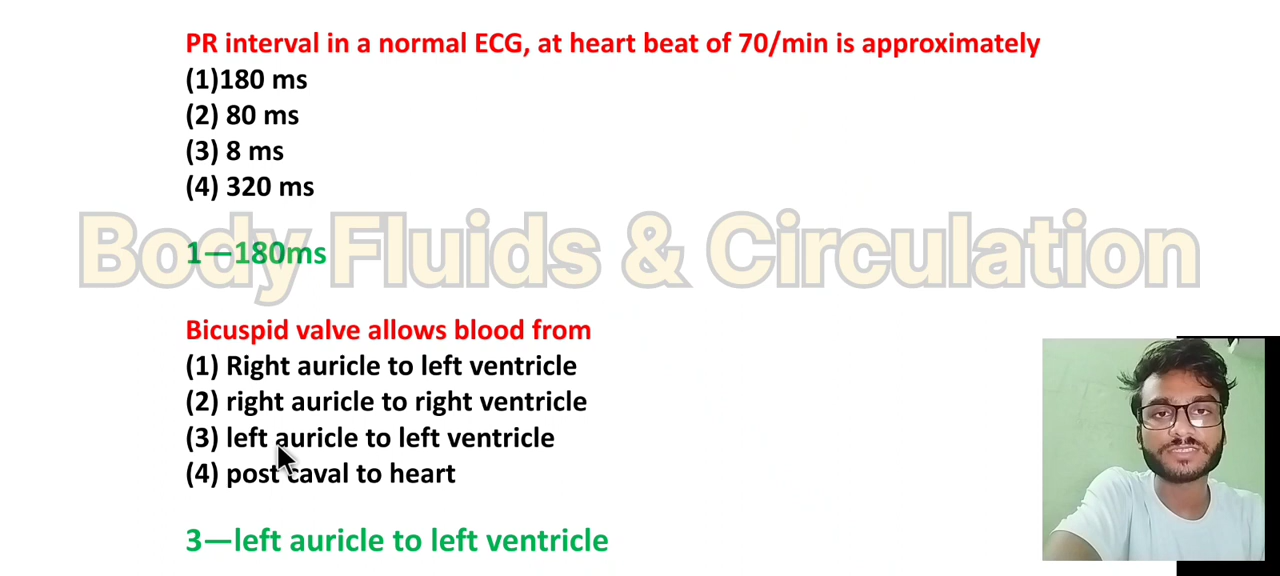 PR interval in a normal ECG, at heart beat of 70/min is approximately
(1)180 ms
(2) 80 ms
(3) 8 ms
(4) 320 ms
1—180ms
Body Fluids & Circulation
Bicuspid valve allows blood from
(1) Right auricle to left ventricle
(2) right auricle to right ventricle
(3) left auricle to left ventricle
(4) post caval to heart
3—left auricle to left ventricle